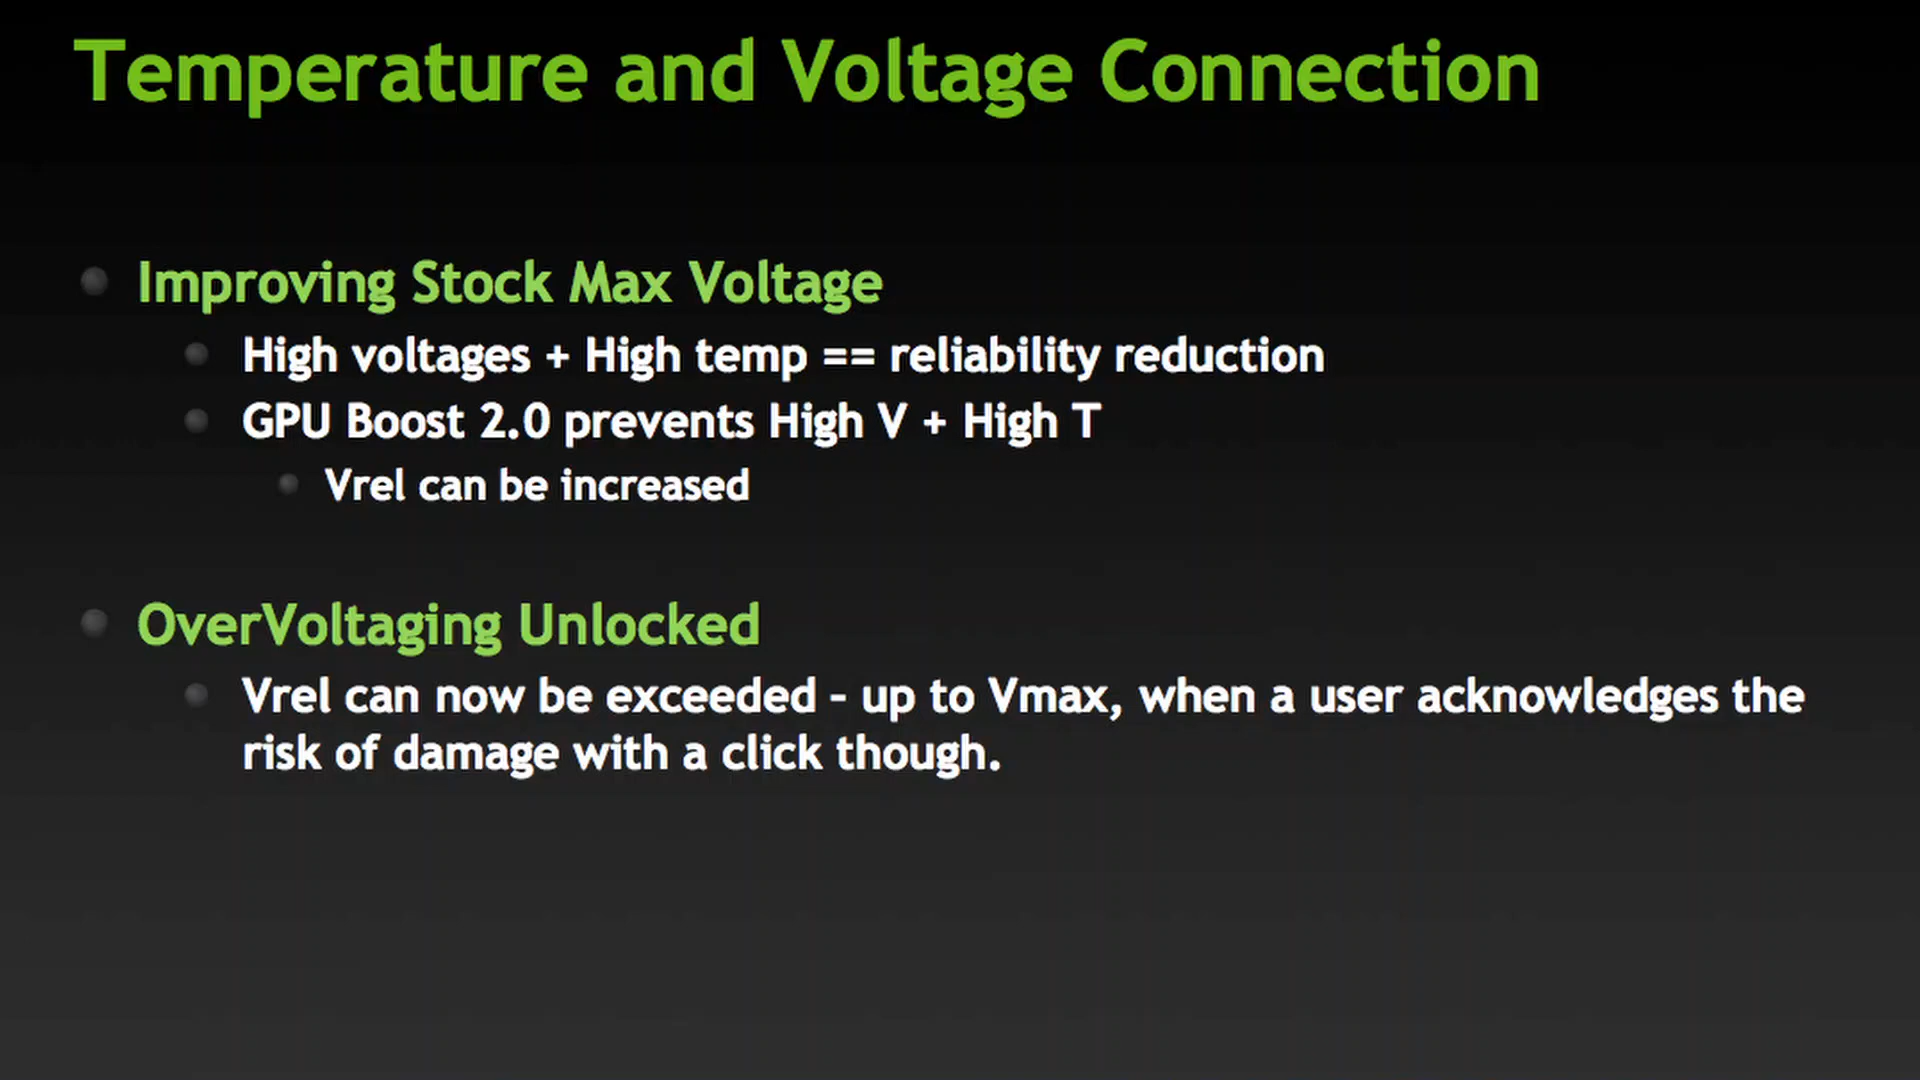 Temperature and Voltage Connection
Improving Stock Max Voltage
High voltages + High temp == reliability reduction
GPU Boost 2.0 prevents High V + High T
Vrel can be increased
OverVoltaging Unlocked
Vrel can now be exceeded – up to Vmax, when a user acknowledges the
risk of damage with a click though.